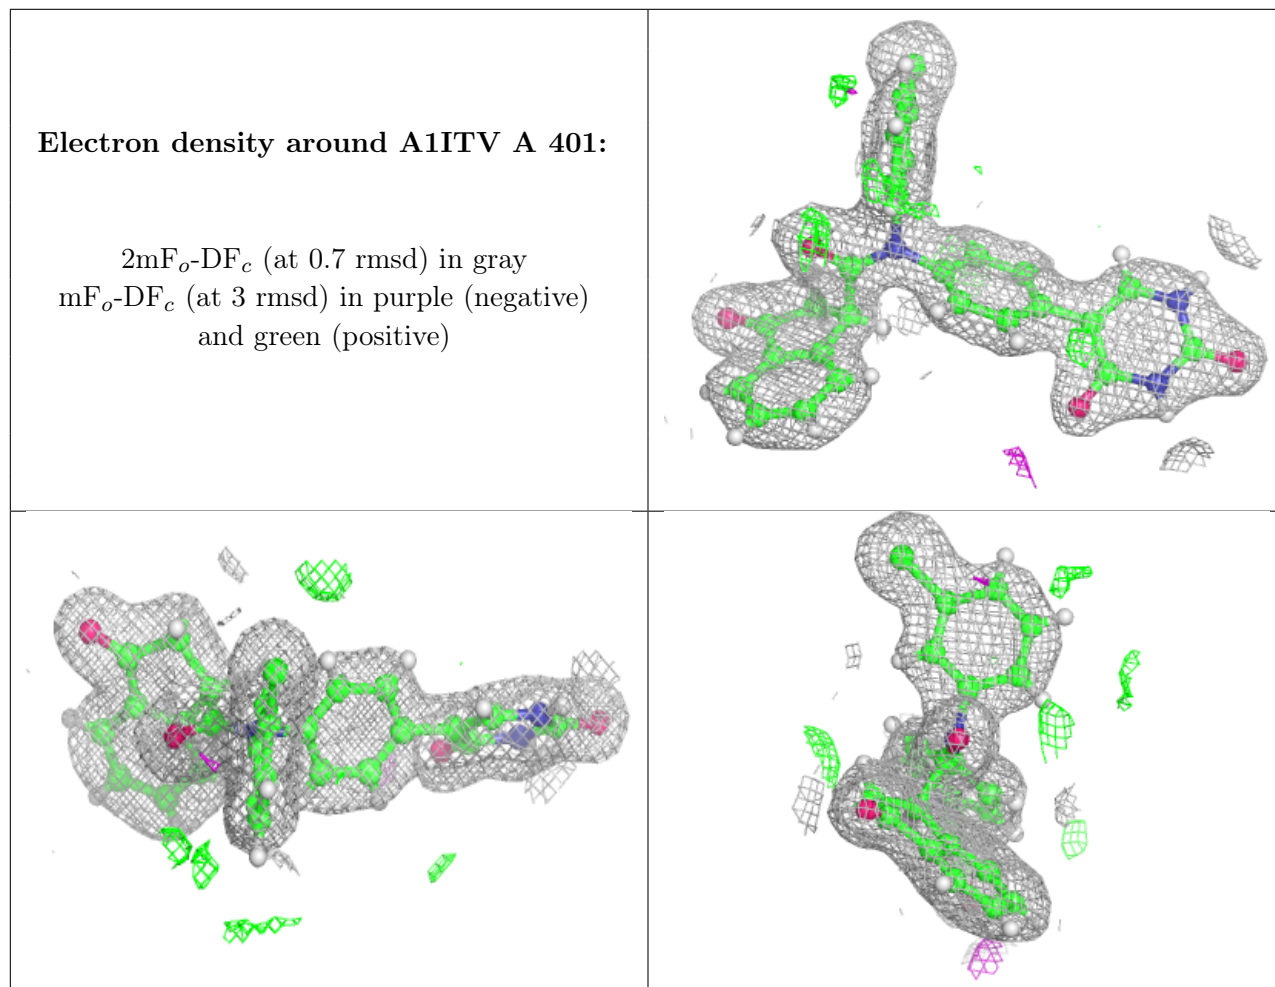 Electron density around A1ITV A 401:
2mFo-DFc (at 0.7 rmsd) in gray
mFo-DFc (at 3 rmsd) in purple (negative)
and green (positive)